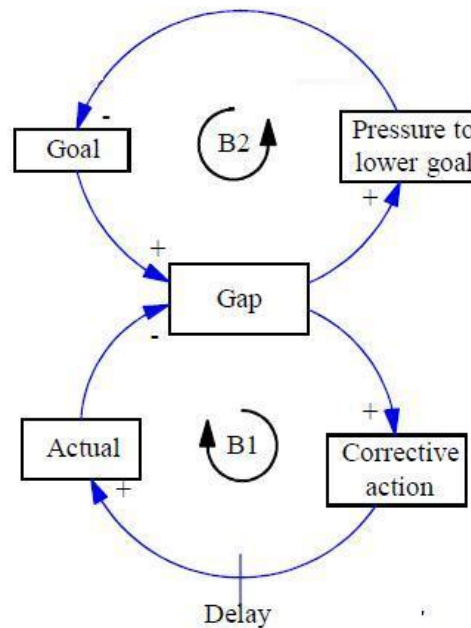 -
Goal
B2
Pressure to
lower goal
+
+
Gap
-
+
Actual
B1
Corrective
action
+
Delay